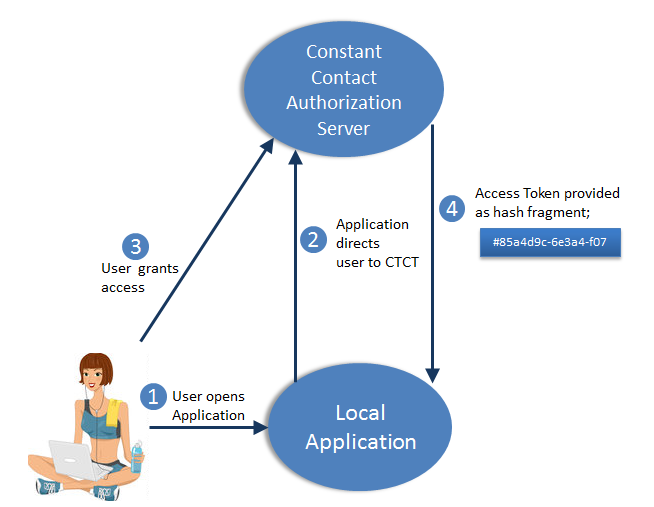 Constant
Contact
Authorization
Server
4
Access Token provided
as hash fragment;
#85a4d9c-6e3a4-f07
2
Application
directs
user to CTCT
3
User grants
access
1
User opens
Application
Local
Application